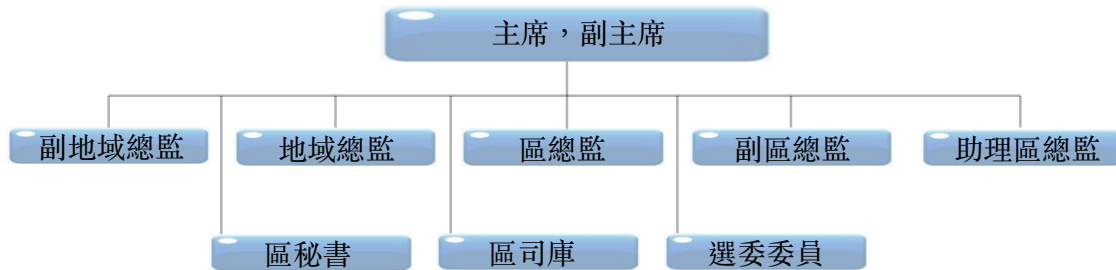 主席，副主席
副地域總監
地域總監
區總監
副區總監
助理區總監
區秘書
區司庫
選委委員